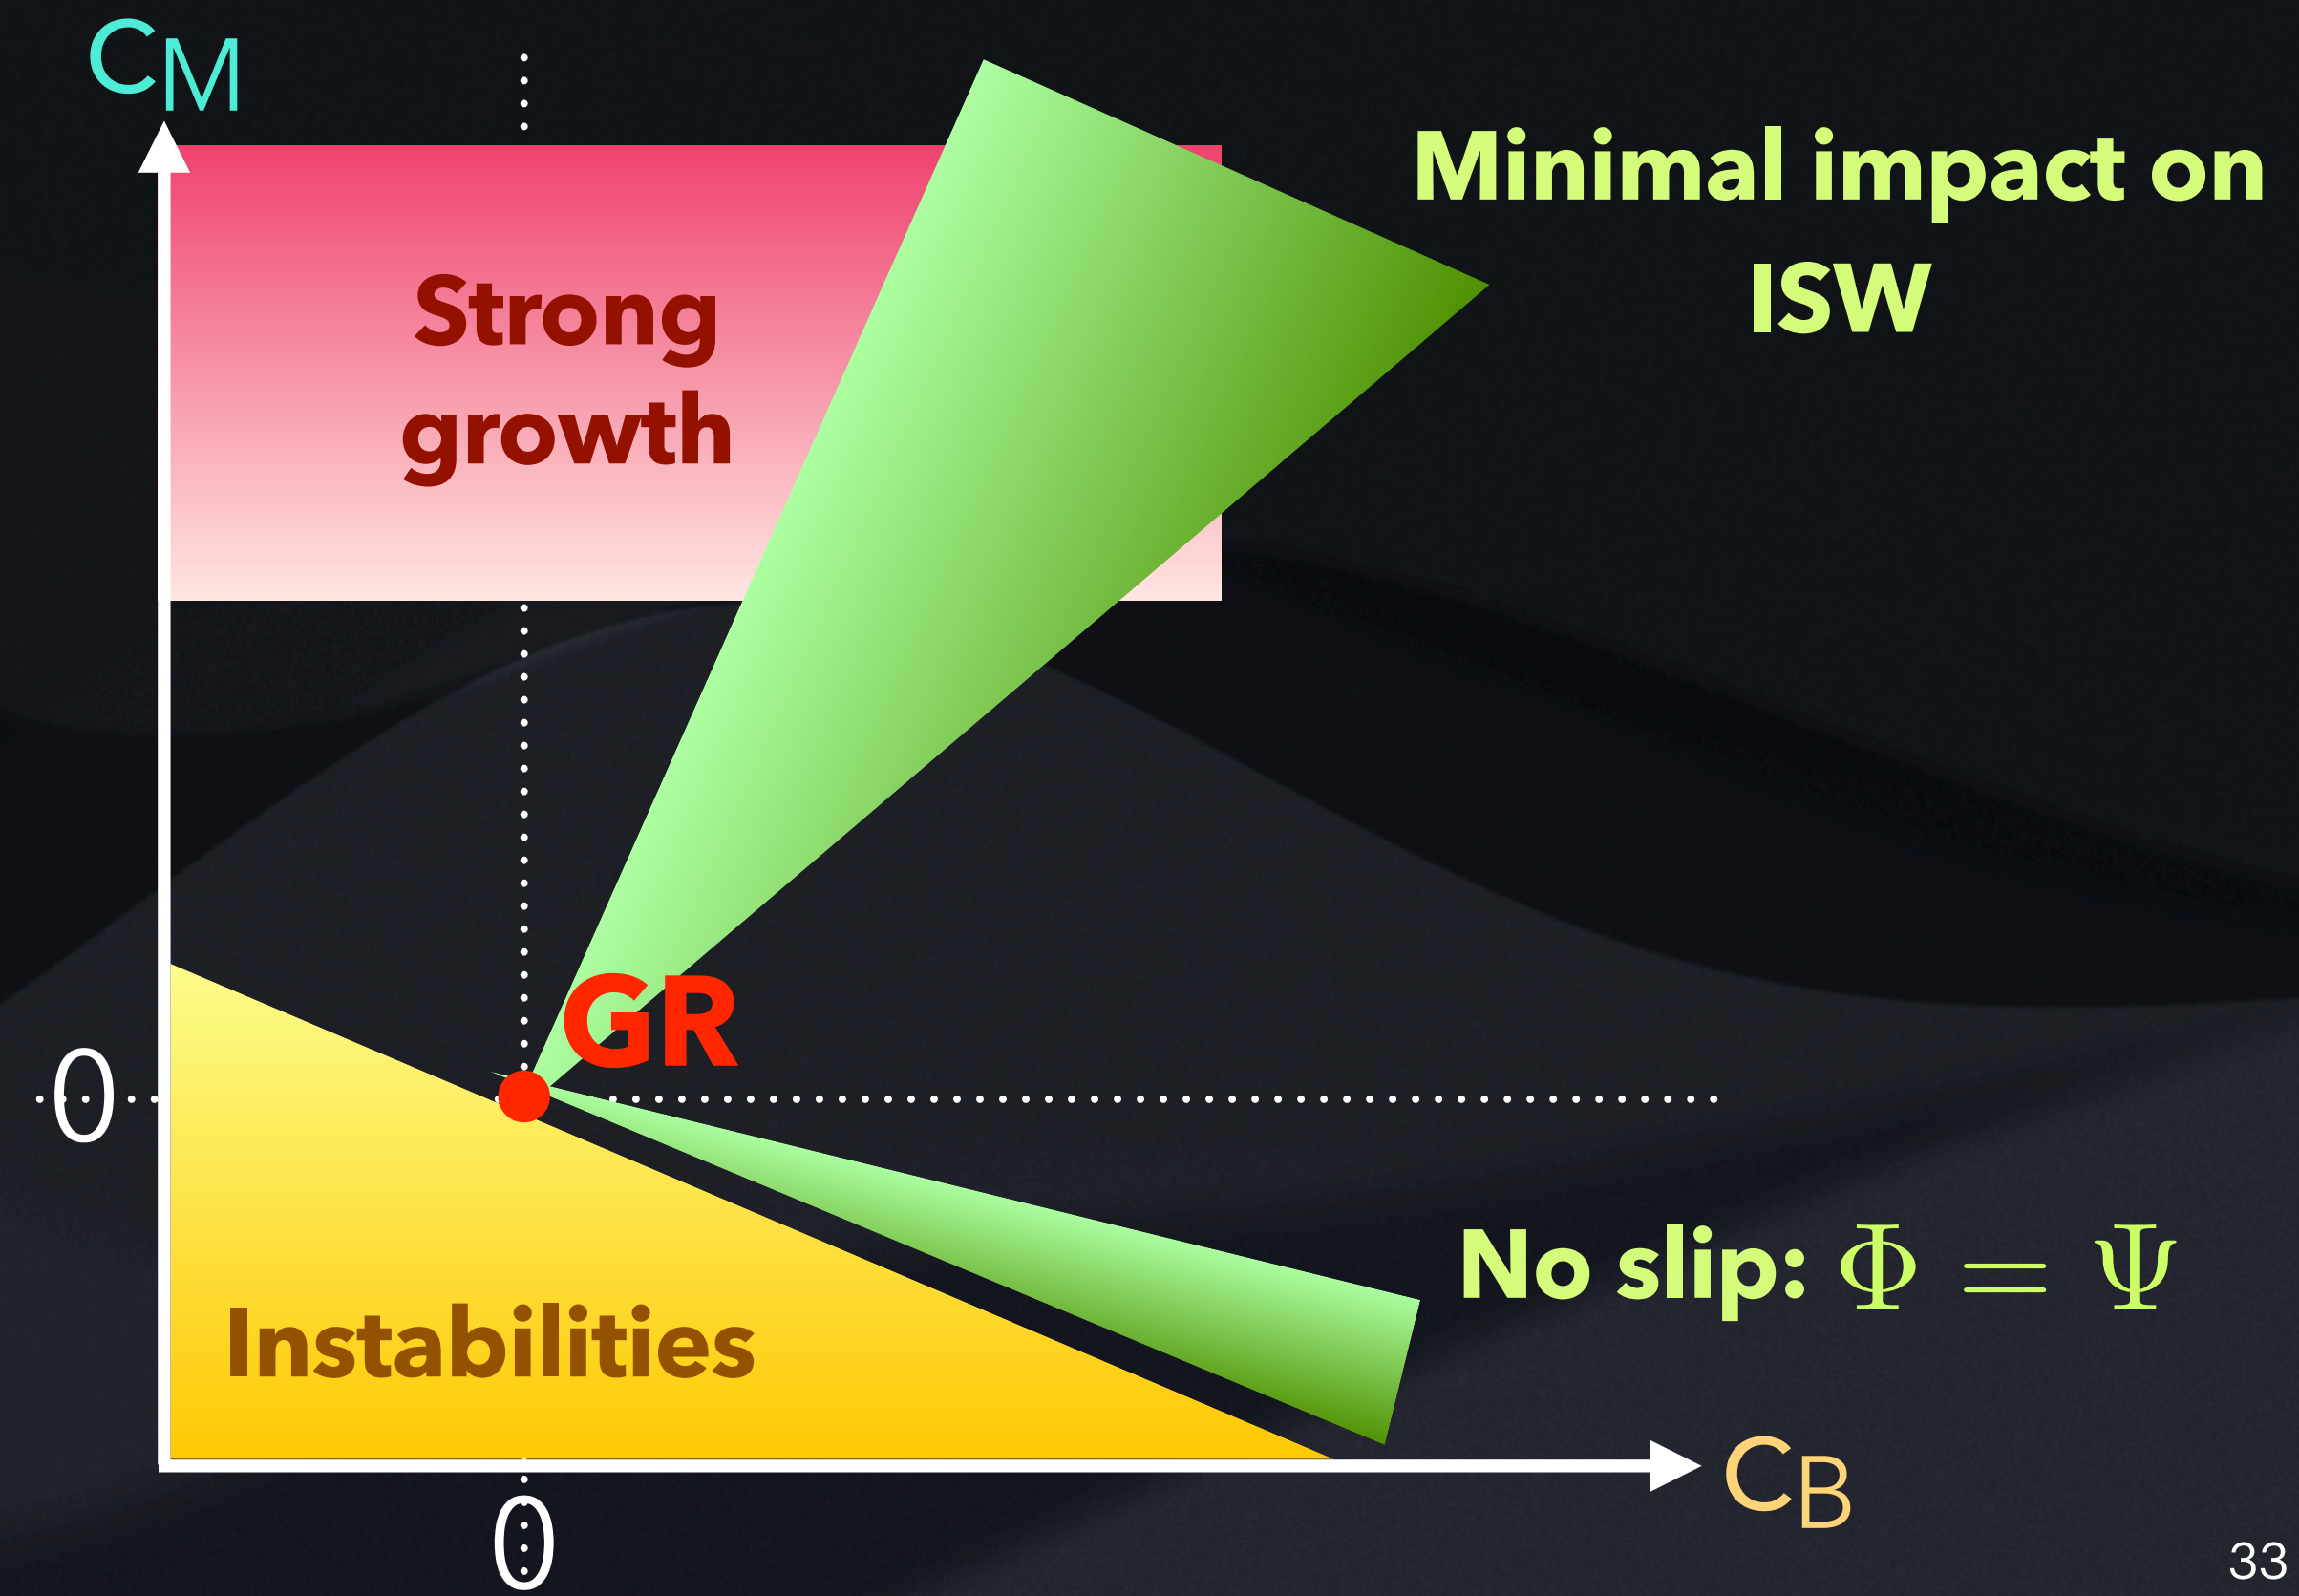 CM
Minimal impact on
ISW
Strong
growth
GR
0
No slip: Φ = Ψ
Instabilities
CB
0
33